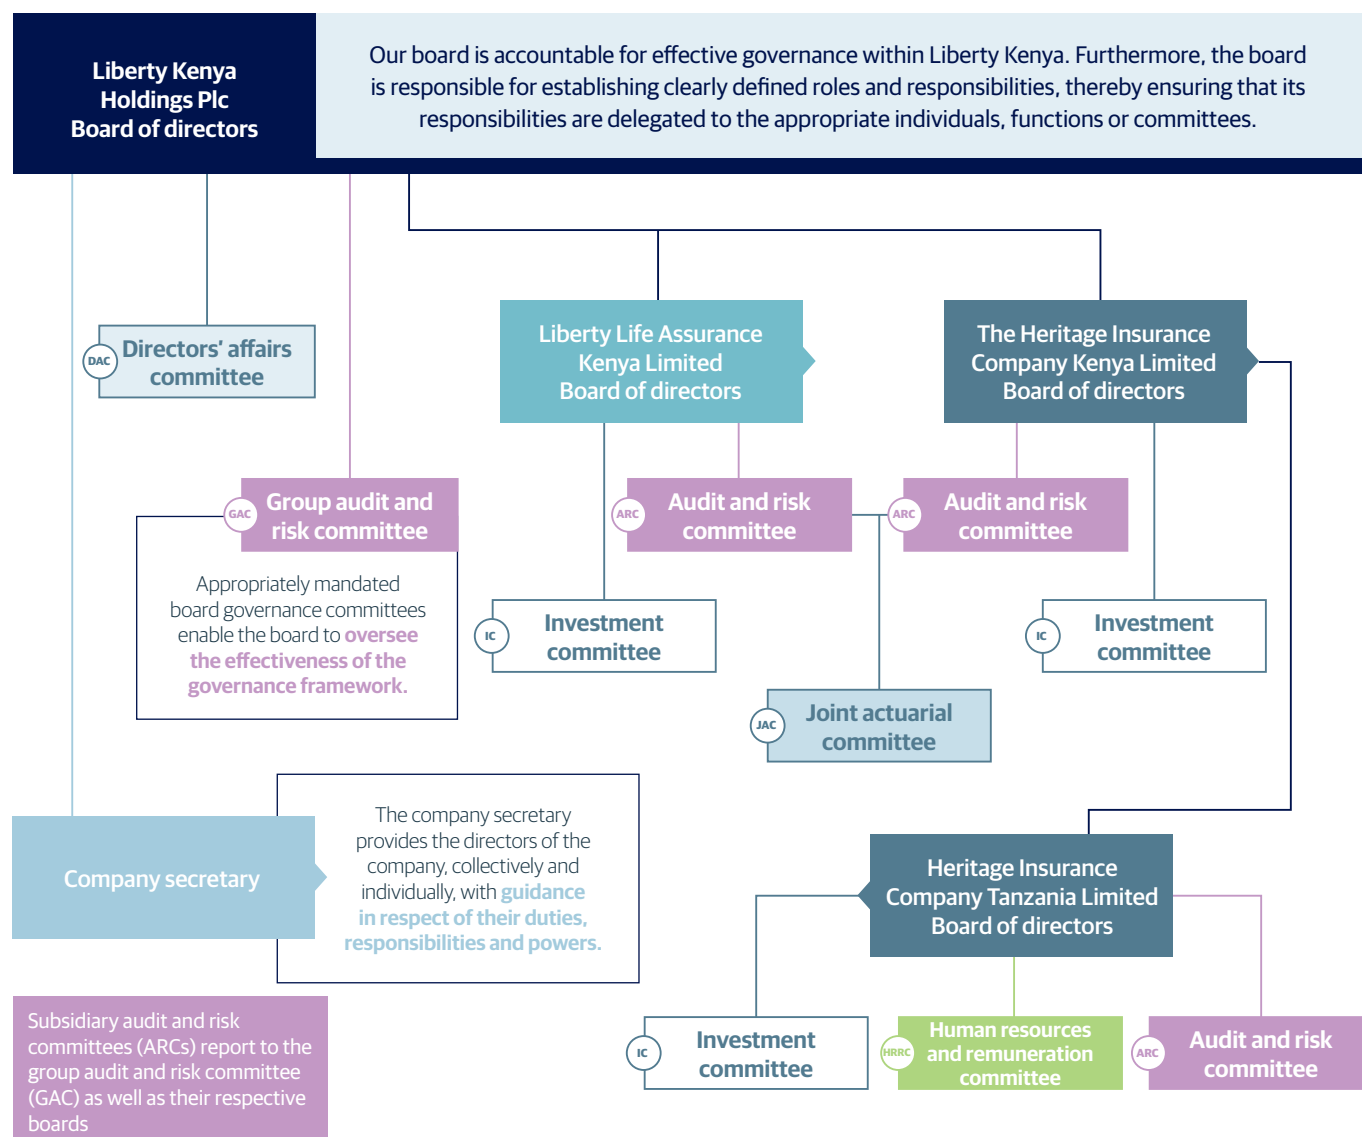 Liberty Kenya
Holdings Plc
Board of directors
Our board is accountable for effective governance within Liberty Kenya. Furthermore, the board
is responsible for establishing clearly defined roles and responsibilities, thereby ensuring that its
responsibilities are delegated to the appropriate individuals, functions or committees.
DAC
Directors’ affairs
committee
Liberty Life Assurance
Kenya Limited
Board of directors
The Heritage Insurance
Company Kenya Limited
Board of directors
GAC
Group audit and
risk committee
ARC
Audit and risk
committee
ARC
Audit and risk
committee
Appropriately mandated
board governance committees
enable the board to oversee
the effectiveness of the
governance framework.
IC
Investment
committee
IC
Investment
committee
JAC
Joint actuarial
committee
Company secretary
The company secretary
provides the directors of the
company, collectively and
individually, with guidance
in respect of their duties,
responsibilities and powers.
Heritage Insurance
Company Tanzania Limited
Board of directors
IC
Investment
committee
HRRC
Human resources
and remuneration
committee
ARC
Audit and risk
committee
Subsidiary audit and risk
committees (ARCs) report to the
group audit and risk committee
(GAC) as well as their respective
boards